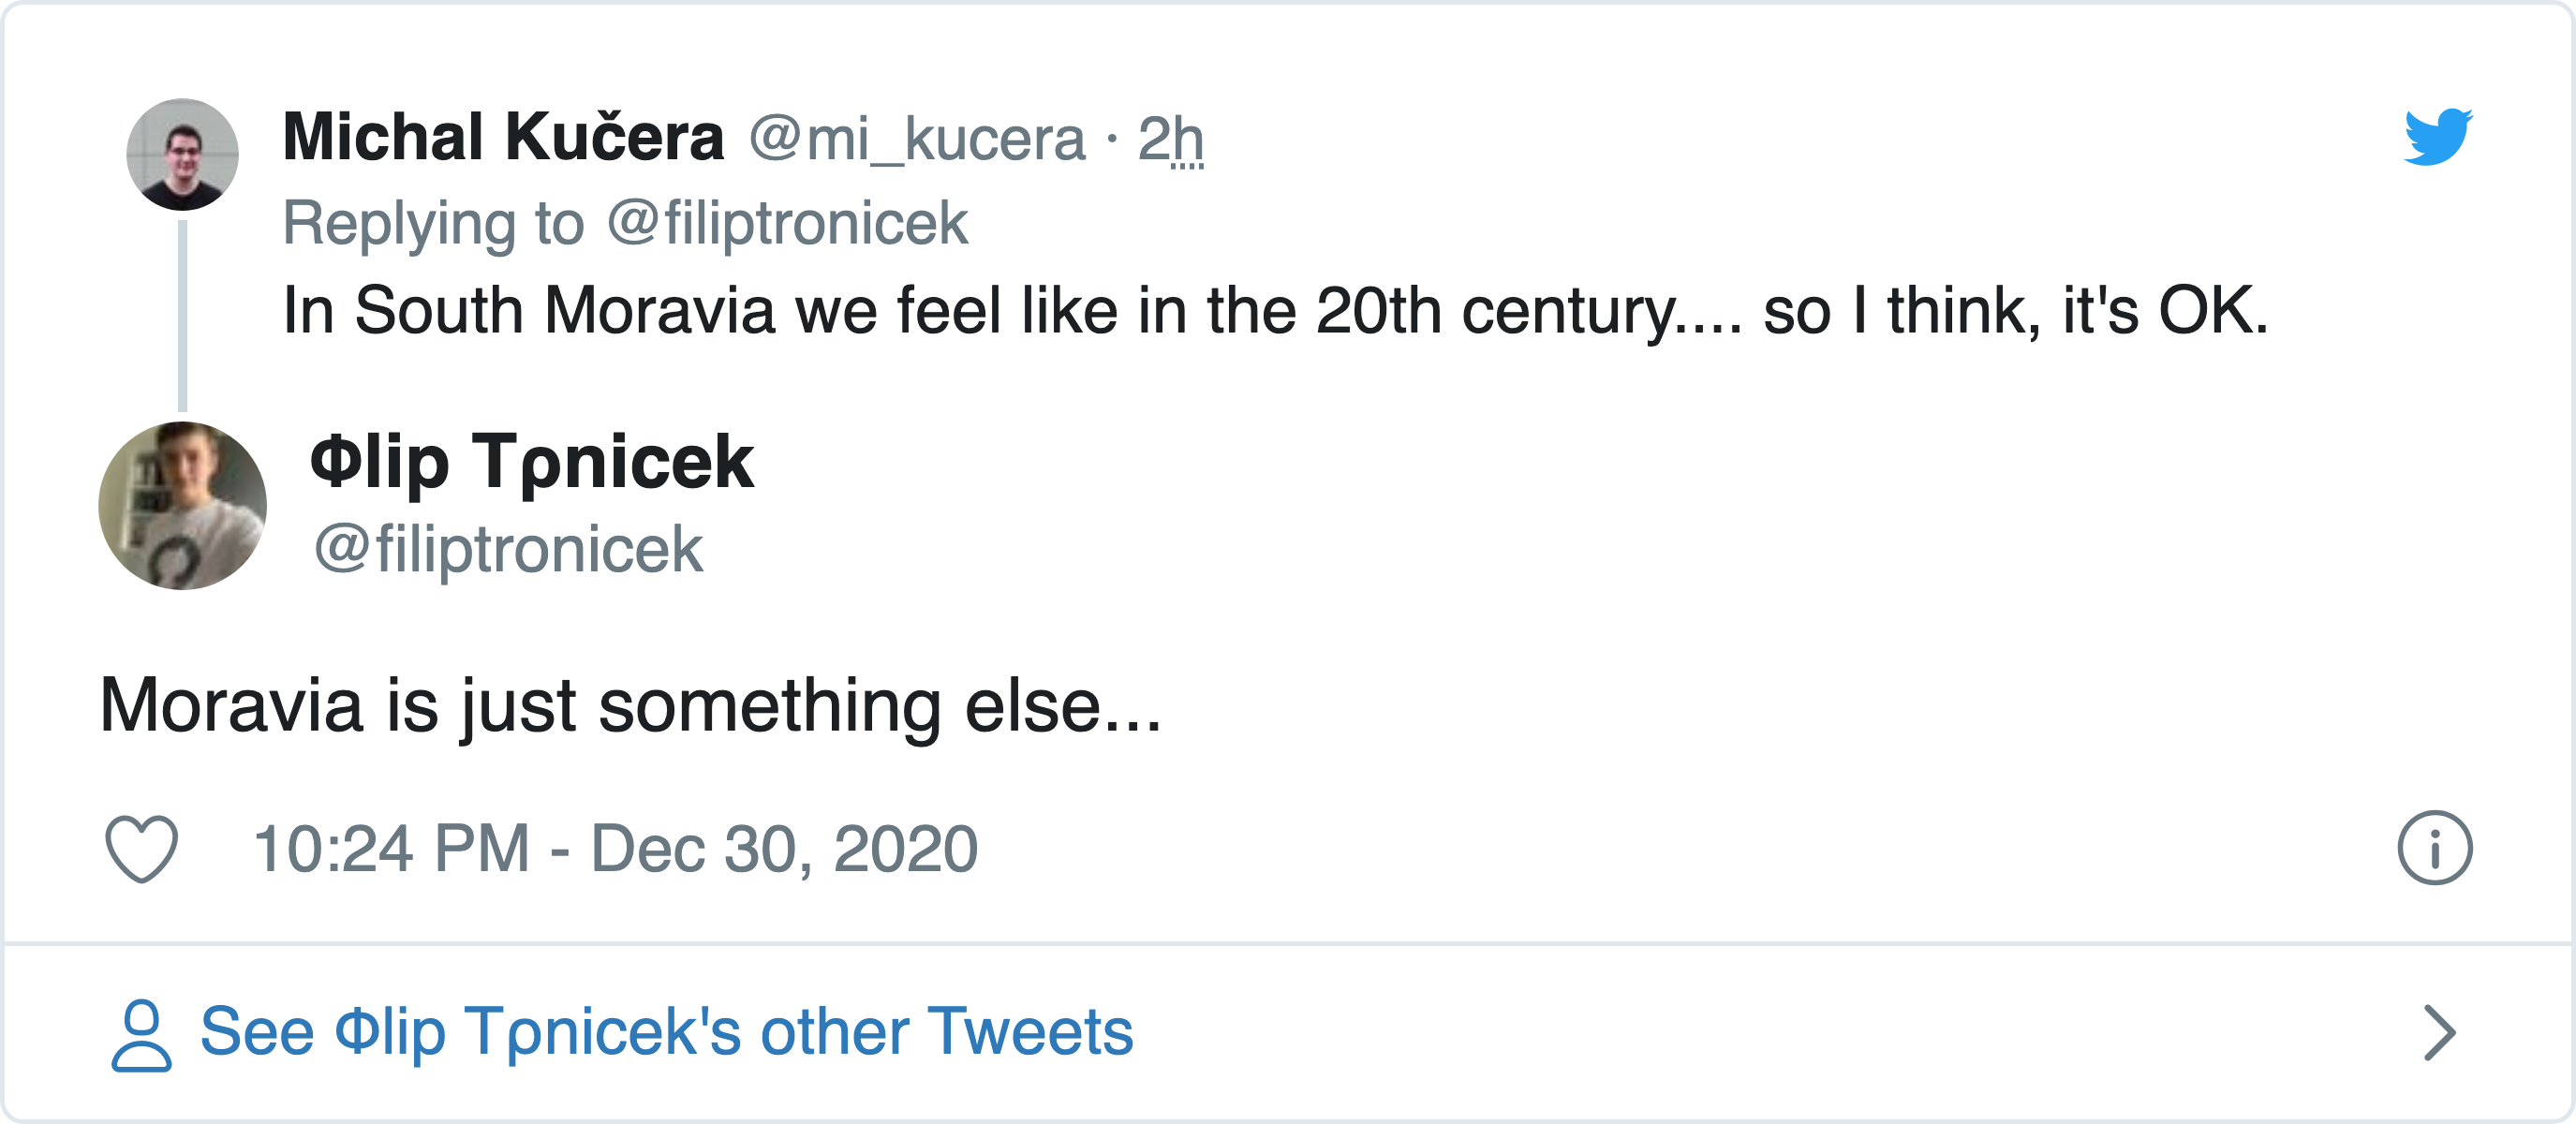 Michal Kučera @mi_kucera · 2h
Replying to @filiptronicek
In South Moravia we feel like in the 20th century.... so I think, it's OK.
Φlip Tρnicek
@filiptronicek
Moravia is just something else...
10:24 PM - Dec 30, 2020
See Φlip Tρnicek's other Tweets